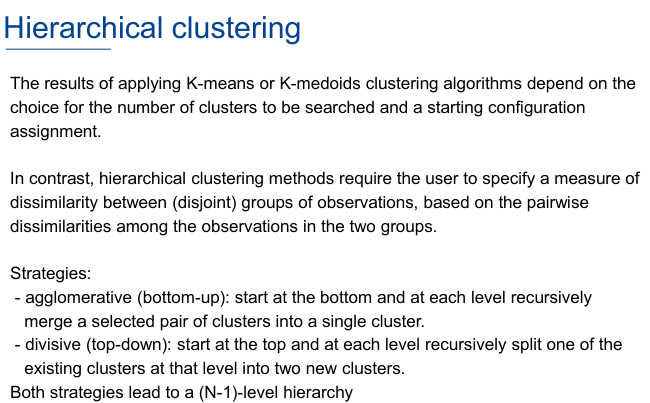 Hierarchical clustering
The results of applying K-means or K-medoids clustering algorithms depend on the
choice for the number of clusters to be searched and a starting configuration
assignment.
In contrast, hierarchical clustering methods require the user to specify a measure of
dissimilarity between (disjoint) groups of observations, based on the pairwise
dissimilarities among the observations in the two groups.
Strategies:
- agglomerative (bottom-up): start at the bottom and at each level recursively
merge a selected pair of clusters into a single cluster.
- divisive (top-down): start at the top and at each level recursively split one of the
existing clusters at that level into two new clusters.
Both strategies lead to a (N-1)-level hierarchy